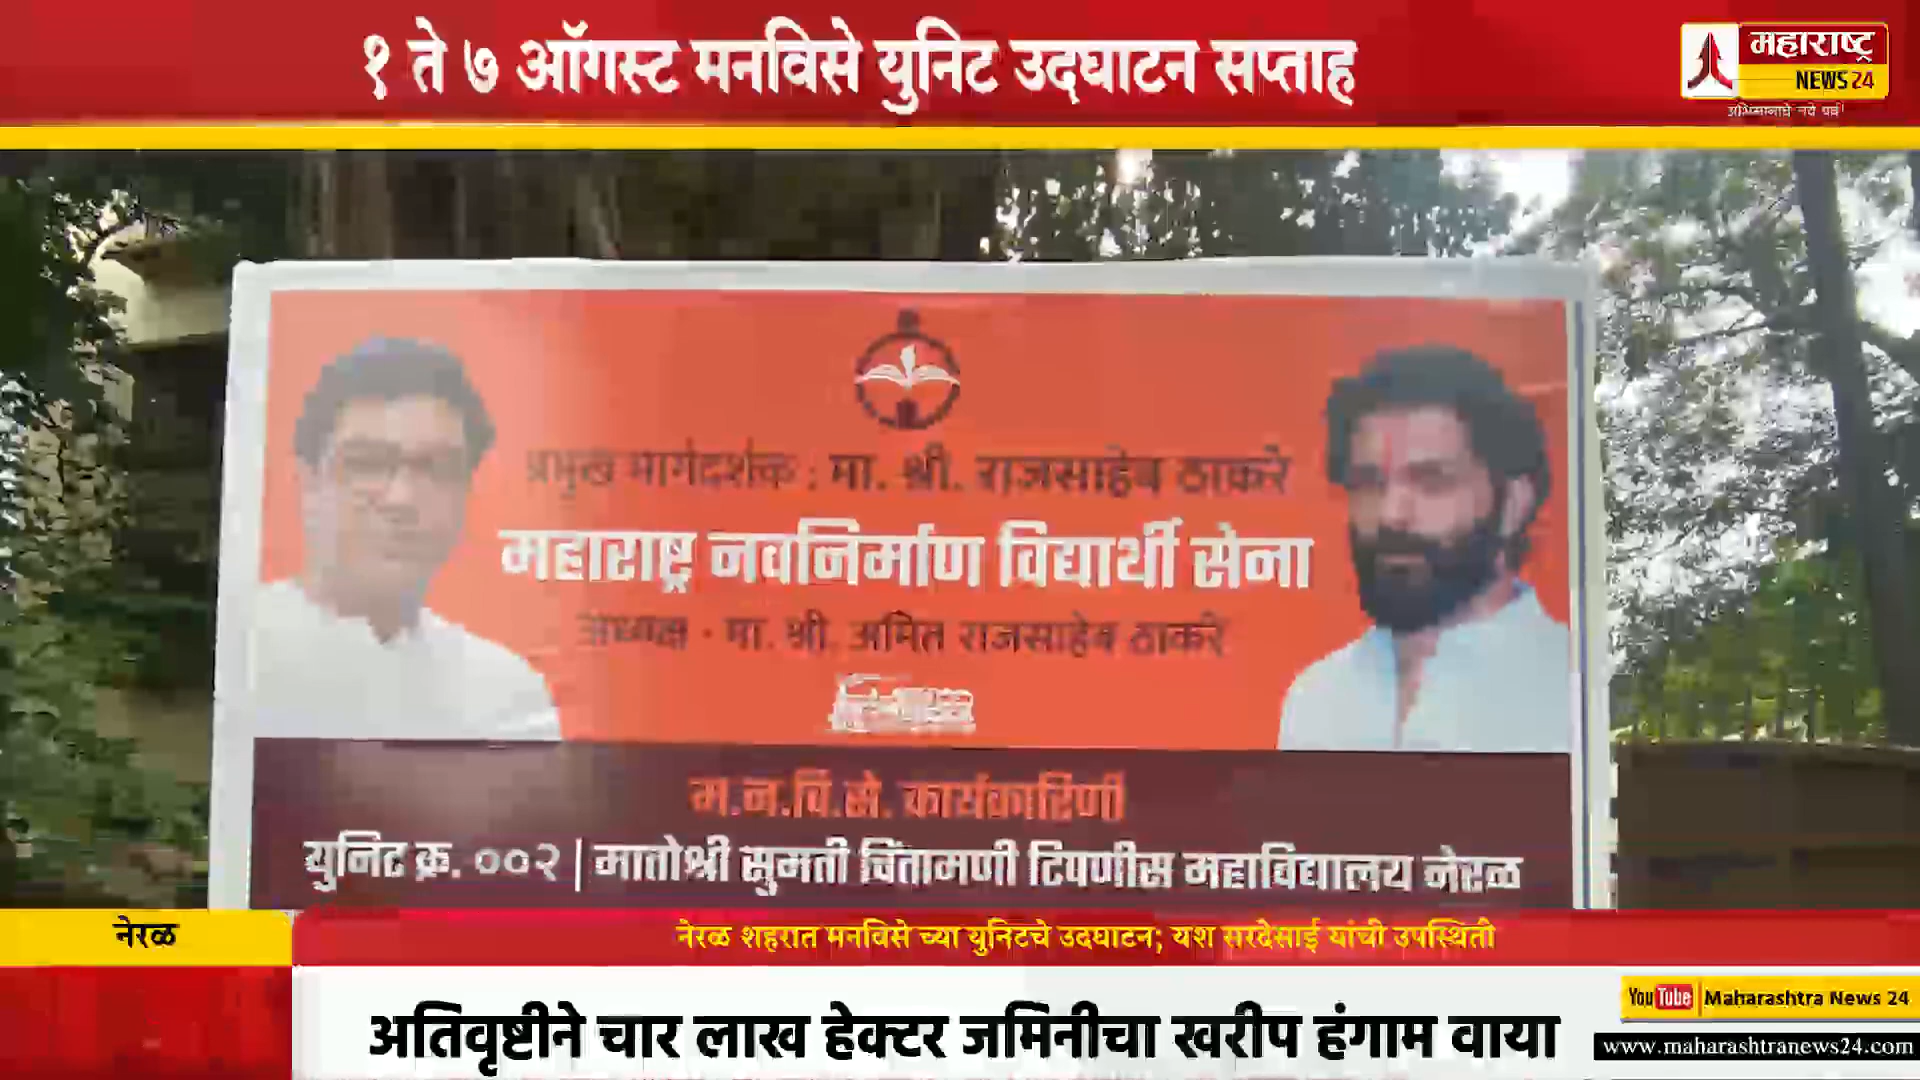 १ ते ७ ऑगस्ट मनविसे युनिट उदघाटन सप्ताह
महाराष्ट्र
NEWS 24
प्रमुख मार्गदर्शक : मा. श्री. राजसाहेब ठाकरे
महाराष्ट्र नवनिर्माण विद्यार्थी सेना
अध्यक्ष - मा. श्री. अमित राजसाहेब ठाकरे
म.न.वि.से. कार्यकारिणी
युनिट क्र. ००२ | मातोश्री सुमती चिंतामणी टिपणीस महाविद्यालय नेरळ
नेरळ
नेरळ शहरात मनविसे च्या युनिटचे उदघाटन; यश सरदेसाई यांची उपस्थिती
अतिवृष्टीने चार लाख हेक्टर जमिनीचा खरीप हंगाम वाया
YouTube Maharashtra News 24
www.maharashtranews24.com